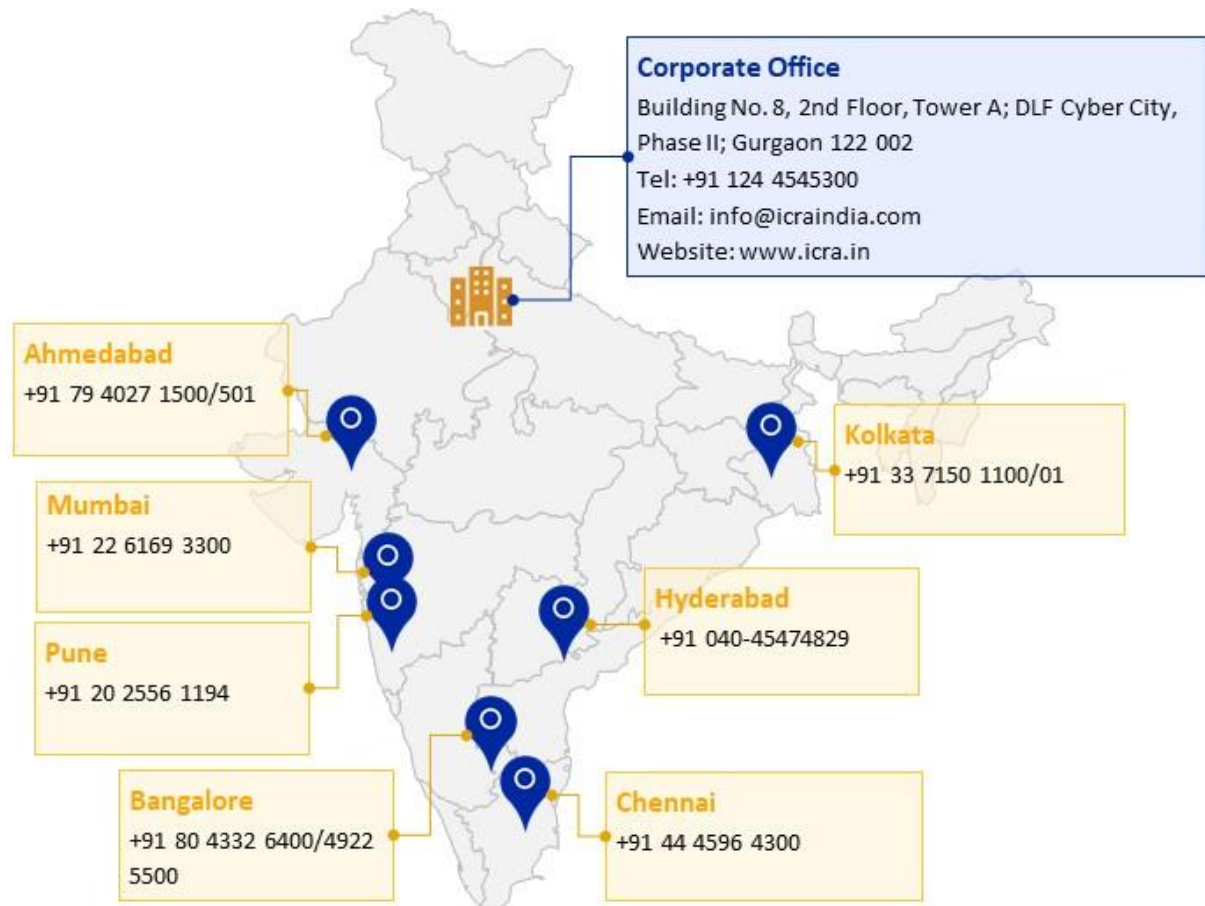 Corporate Office
Building No. 8, 2nd Floor, Tower A; DLF Cyber City,
Phase II; Gurgaon 122 002
Tel: +91 124 4545300
Email: info@icraindia.com
Website: www.icra.in
Ahmedabad
+91 79 4027 1500/501
Kolkata
+91 33 7150 1100/01
Mumbai
+91 22 6169 3300
Hyderabad
+91 040-45474829
Pune
+91 20 2556 1194
Bangalore
+91 80 4332 6400/4922
5500
Chennai
+91 44 4596 4300